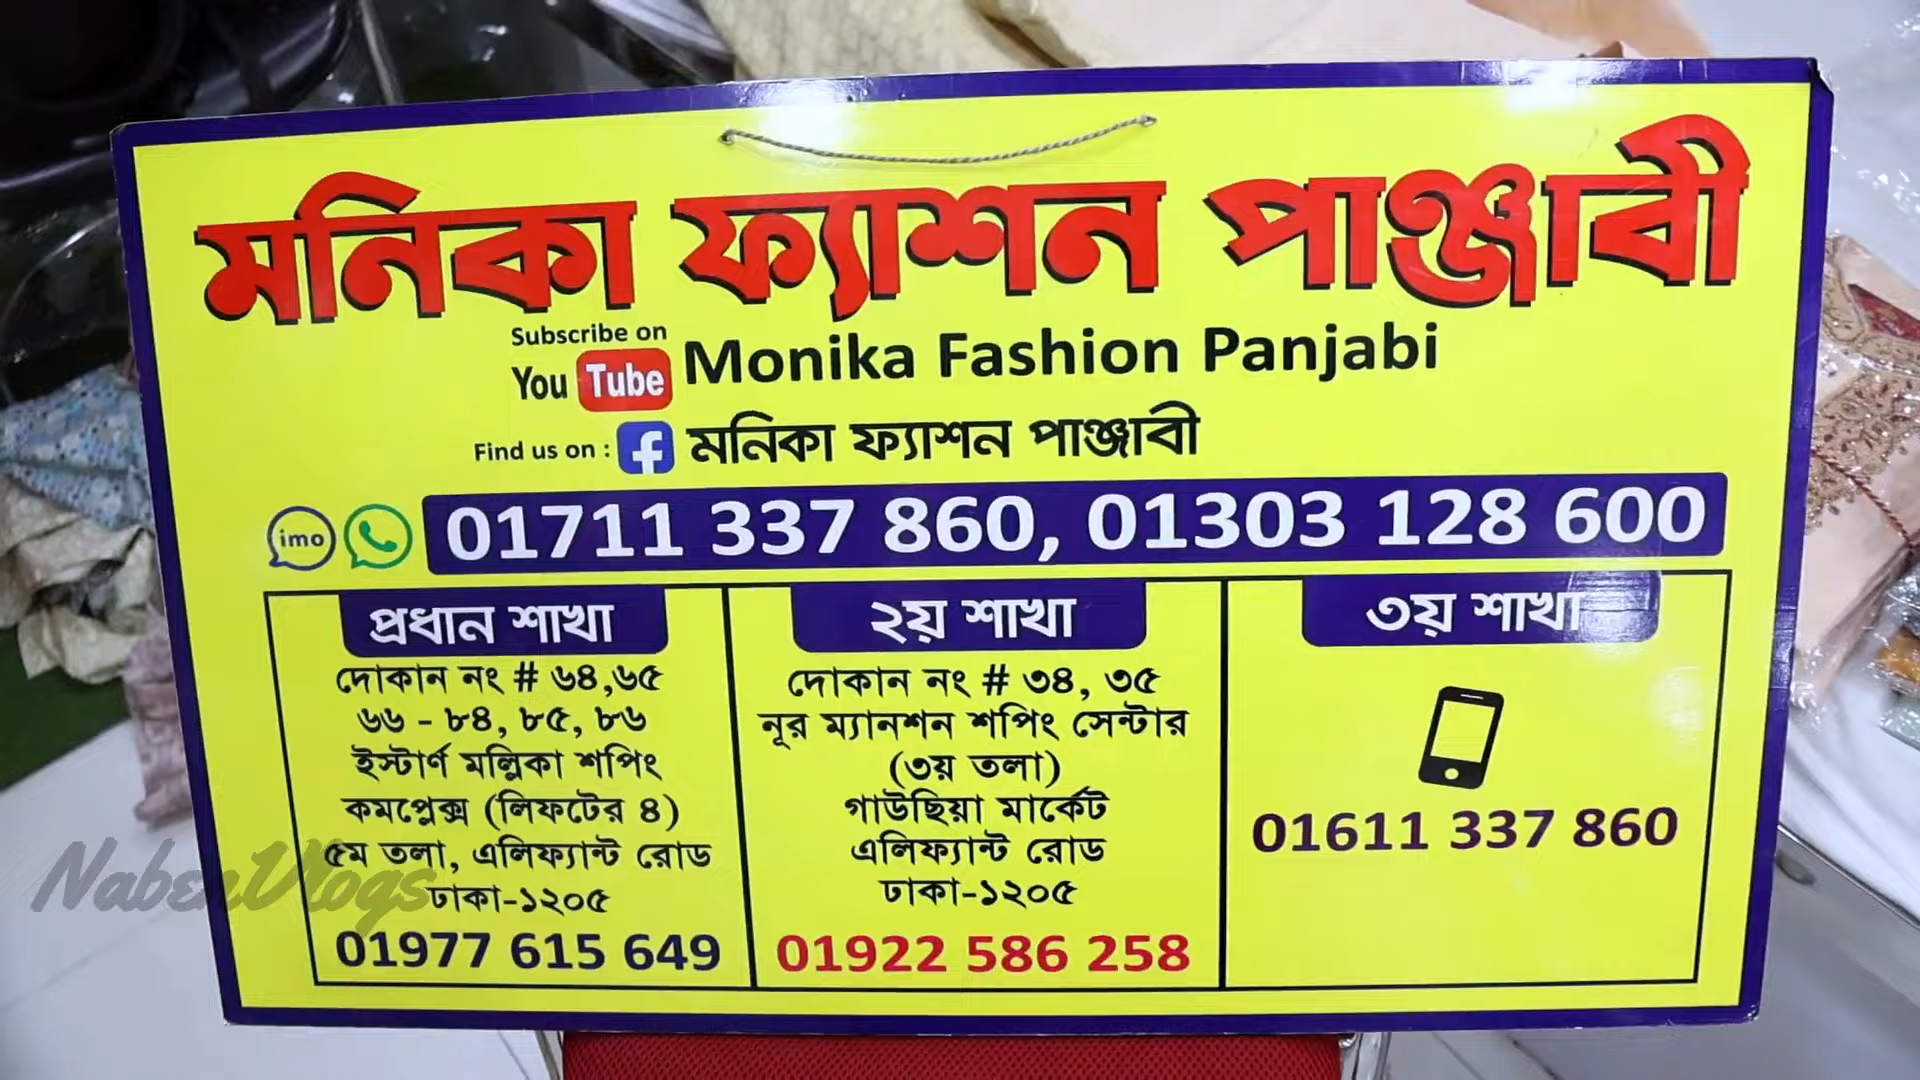 মনিকা ফ্যাশন পাঞ্জাবী
Subscribe on
You Tube Monika Fashion Panjabi
Find us on : f মনিকা ফ্যাশন পাঞ্জাবী
imo 01711 337 860, 01303 128 600
প্রধান শাখা
দোকান নং # ৬৪,৬৫
৬৬ - ৮৪, ৮৫, ৮৬
ইস্টার্ণ মল্লিকা শপিং
কমপ্লেক্স (লিফটের ৪)
৫ম তলা, এলিফ্যান্ট রোড
ঢাকা-১২০৫
01977 615 649
২য় শাখা
দোকান নং # ৩৪, ৩৫
নূর ম্যানশন শপিং সেন্টার
(৩য় তলা)
গাউছিয়া মার্কেট
এলিফ্যান্ট রোড
ঢাকা-১২০৫
01922 586 258
৩য় শাখা
01611 337 860
NabenVlogs